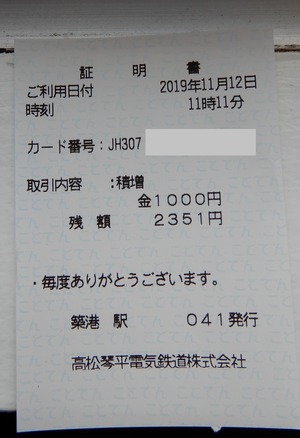 証明書
ご利用日付 2019年11月12日
時刻 11時11分
カード番号：JH307
取引内容 :積増
金1000円
残額 2351円
・毎度ありがとうございます。
築港 駅 041発行
高松琴平電気鉄道株式会社